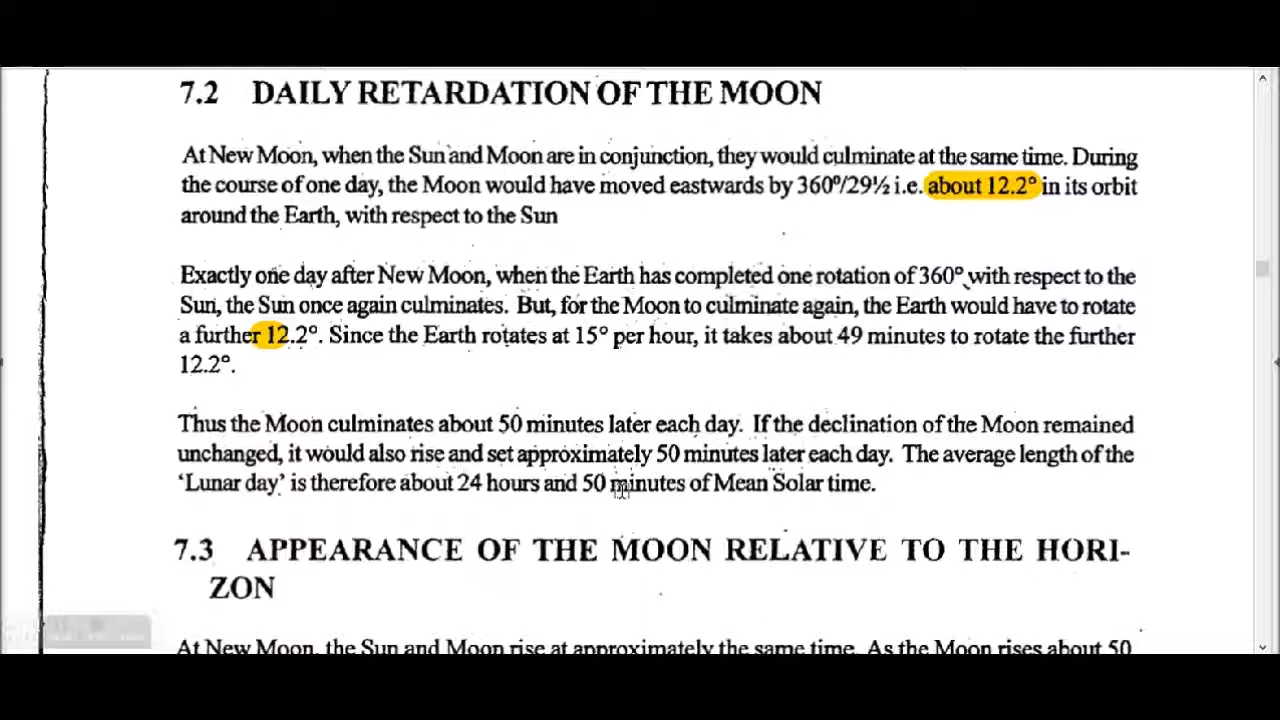 7.2 DAILY RETARDATION OF THE MOON
At New Moon, when the Sun and Moon are in conjunction, they would culminate at the same time. During
the course of one day, the Moon would have moved eastwards by 360°/29½ i.e. about 12.2° in its orbit
around the Earth, with respect to the Sun
Exactly one day after New Moon, when the Earth has completed one rotation of 360°, with respect to the
Sun, the Sun once again culminates. But, for the Moon to culminate again, the Earth would have to rotate
a further 12.2°. Since the Earth rotates at 15° per hour, it takes about 49 minutes to rotate the further
12.2°.
Thus the Moon culminates about 50 minutes later each day. If the declination of the Moon remained
unchanged, it would also rise and set approximately 50 minutes later each day. The average length of the
'Lunar day' is therefore about 24 hours and 50 minutes of Mean Solar time.
7.3 APPEARANCE OF THE MOON RELATIVE TO THE HORI-
ZON
At New Moon, the Sun and Moon rise at approximately the same time. As the Moon rises about 50